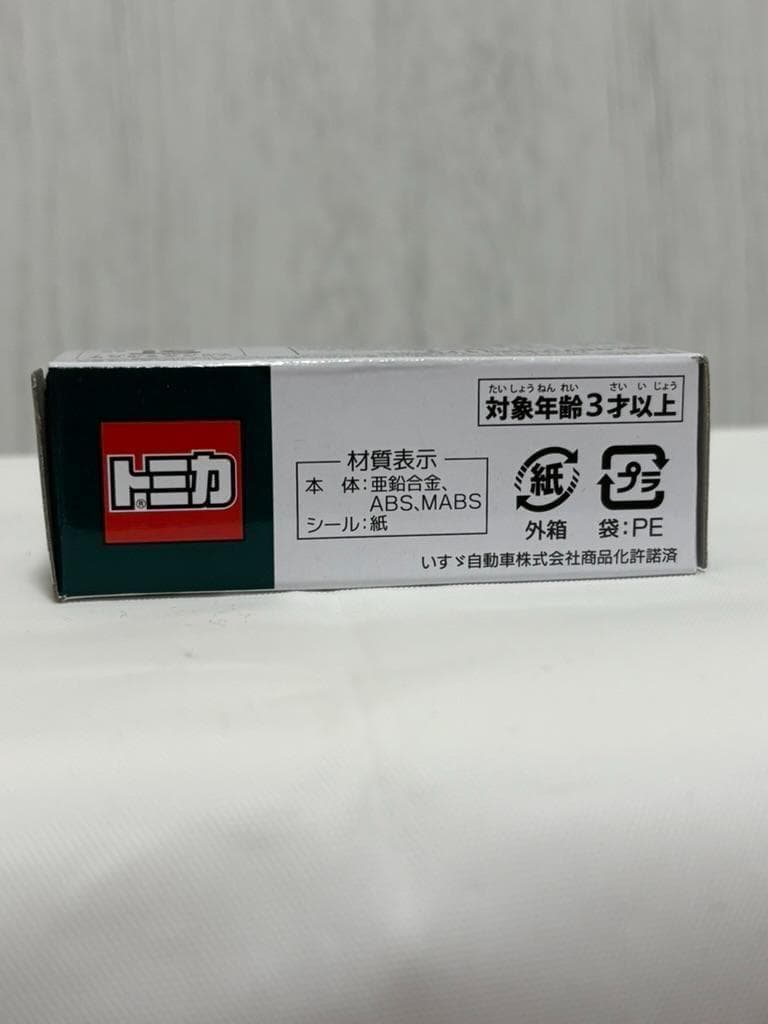 たいしょうねんれい さい いじょう
対象年齢3才以上
トミカ®
材質表示
本 体:亜鉛合金、
ABS、MABS
シール:紙
紙
外箱
プラ
袋:PE
いすゞ自動車株式会社商品化許諾済